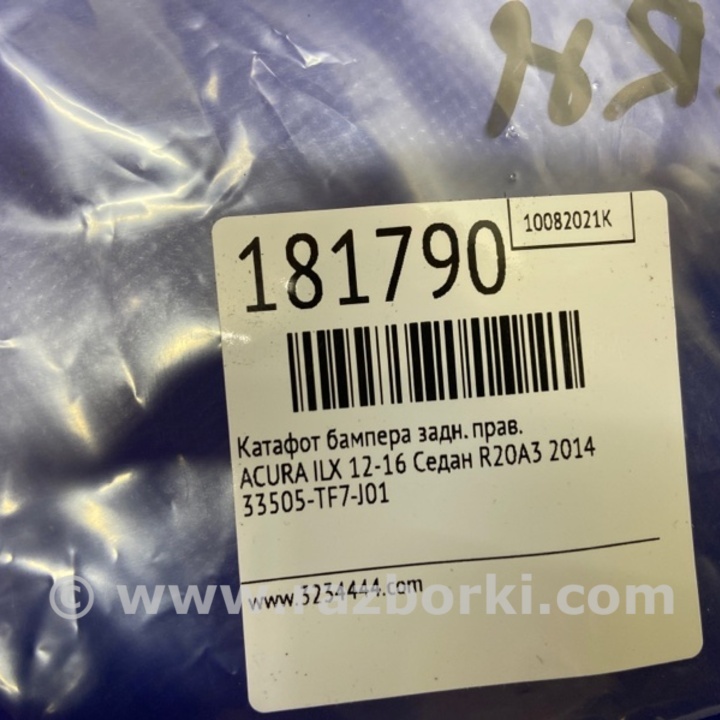 181790
10082021K
Катафот бампера задн. прав.
ACURA ILX 12-16 Седан R20A3 2014
33505-TF7-J01
www.3234444.com
© www.razborki.com